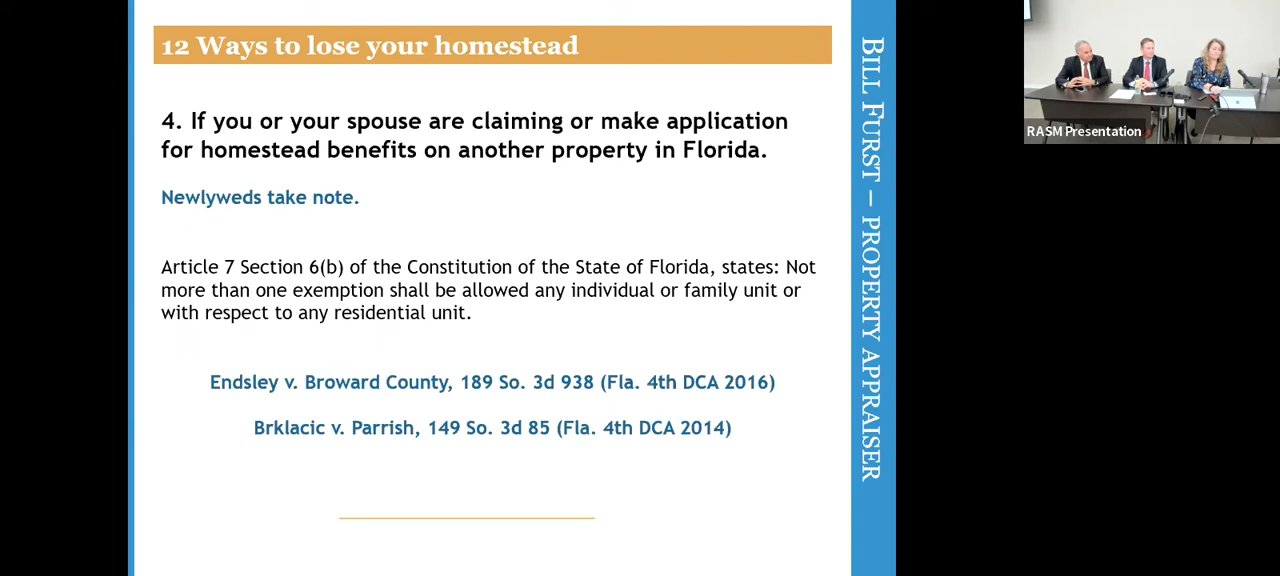 12 Ways to lose your homestead
4. If you or your spouse are claiming or make application
for homestead benefits on another property in Florida.
Newlyweds take note.
Article 7 Section 6(b) of the Constitution of the State of Florida, states: Not
more than one exemption shall be allowed any individual or family unit or
with respect to any residential unit.
Endsley v. Broward County, 189 So. 3d 938 (Fla. 4th DCA 2016)
Brklacic v. Parrish, 149 So. 3d 85 (Fla. 4th DCA 2014)
BILL FURST – PROPERTY APPRAISER
RASM Presentation